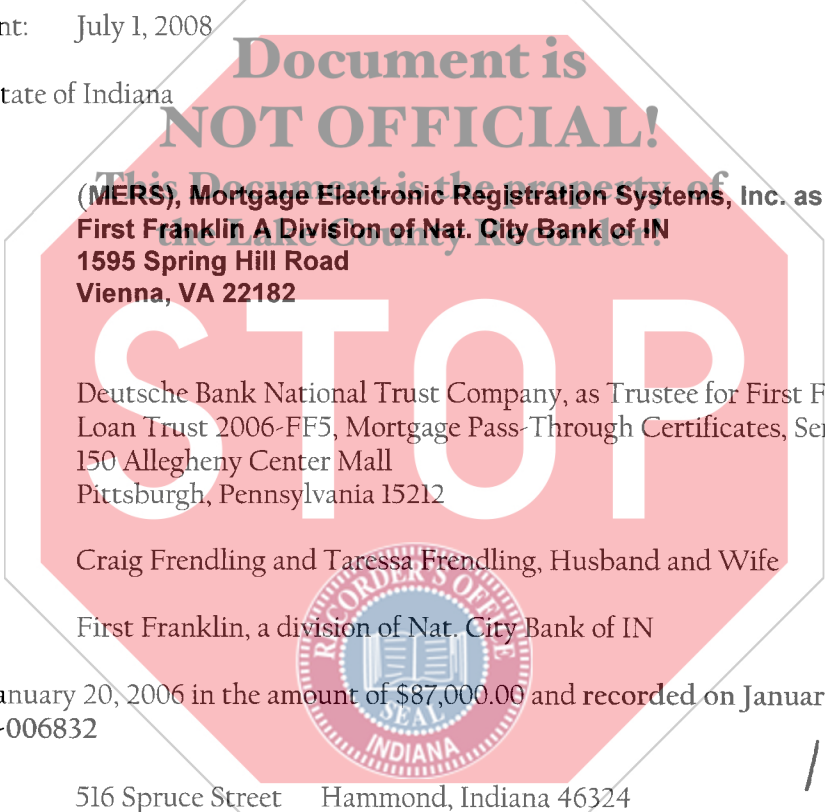 nt: July 1, 2008
Document is
tate of Indiana
NOT OFFICIAL!
This Document is the property of
(MERS), Mortgage Electronic Registration Systems, Inc. as
the Lake County Recorder!
First Franklin A Division of Nat. City Bank of IN
1595 Spring Hill Road
Vienna, VA 22182
STOP
Deutsche Bank National Trust Company, as Trustee for First F
Loan Trust 2006-FF5, Mortgage Pass-Through Certificates, Ser
150 Allegheny Center Mall
Pittsburgh, Pennsylvania 15212
Craig Frendling and Taressa Frendling, Husband and Wife
RECORDER'S OFFICE
First Franklin, a division of Nat. City Bank of IN
anuary 20, 2006 in the amount of $87,000.00 and recorded on Januar
-006832
SEAL
INDIANA
516 Spruce Street Hammond, Indiana 46324